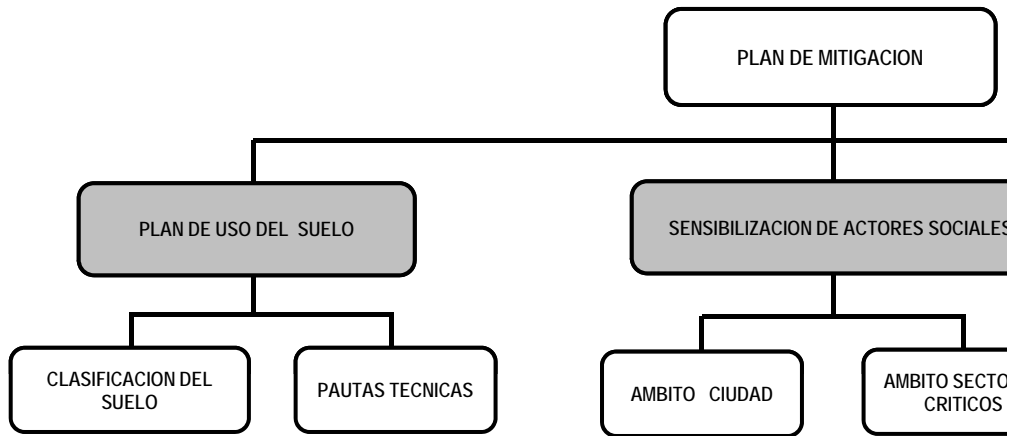 PLAN DE MITIGACION
PLAN DE USO DEL SUELO
SENSIBILIZACION DE ACTORES SOCIALES
CLASIFICACION DEL
SUELO
PAUTAS TECNICAS
AMBITO CIUDAD
AMBITO
CRITICOS